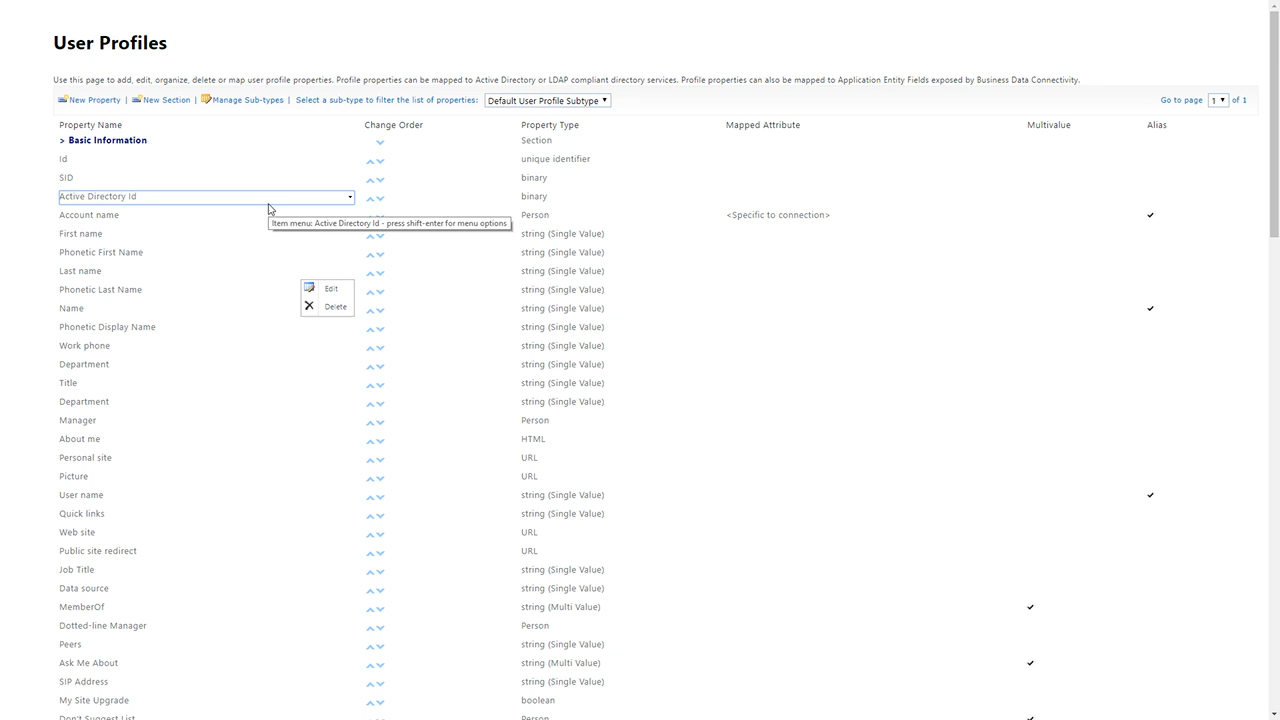 User Profiles
Use this page to add, edit, organize, delete or map user profile properties. Profile properties can be mapped to Active Directory or LDAP compliant directory services. Profile properties can also be mapped to Application Entity Fields exposed by Business Data Connectivity.
New Property | New Section | Manage Sub-types | Select a sub-type to filter the list of properties: Default User Profile Subtype Go to page 1 of 1
Property Name Change Order Property Type Mapped Attribute Multivalue Alias
> Basic Information Section
Id unique identifier
SID binary
Active Directory Id binary
Account name Person <Specific to connection>
Item menu: Active Directory Id - press shift-enter for menu options
First name string (Single Value)
Phonetic First Name string (Single Value)
Last name string (Single Value)
Phonetic Last Name Edit string (Single Value)
Name Delete string (Single Value)
Phonetic Display Name string (Single Value)
Work phone string (Single Value)
Department string (Single Value)
Title string (Single Value)
Department string (Single Value)
Manager Person
About me HTML
Personal site URL
Picture URL
User name string (Single Value)
Quick links string (Single Value)
Web site URL
Public site redirect URL
Job Title string (Single Value)
Data source string (Single Value)
MemberOf string (Multi Value)
Dotted-line Manager Person
Peers string (Single Value)
Ask Me About string (Multi Value)
SIP Address string (Single Value)
My Site Upgrade boolean
Don't Suggest List Person